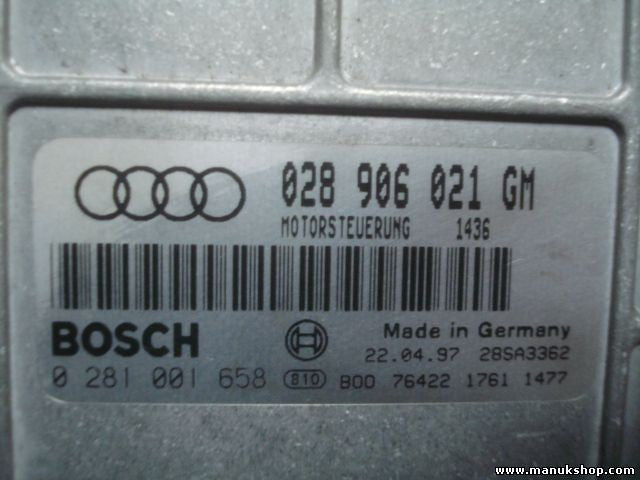 028 906 021 GM
MOTORSTEUERUNG 1436
BOSCH
Made in Germany
22.04.97 28SA3362
0 281 001 658 810 B00 76422 1761 1477
www.manukshop.com